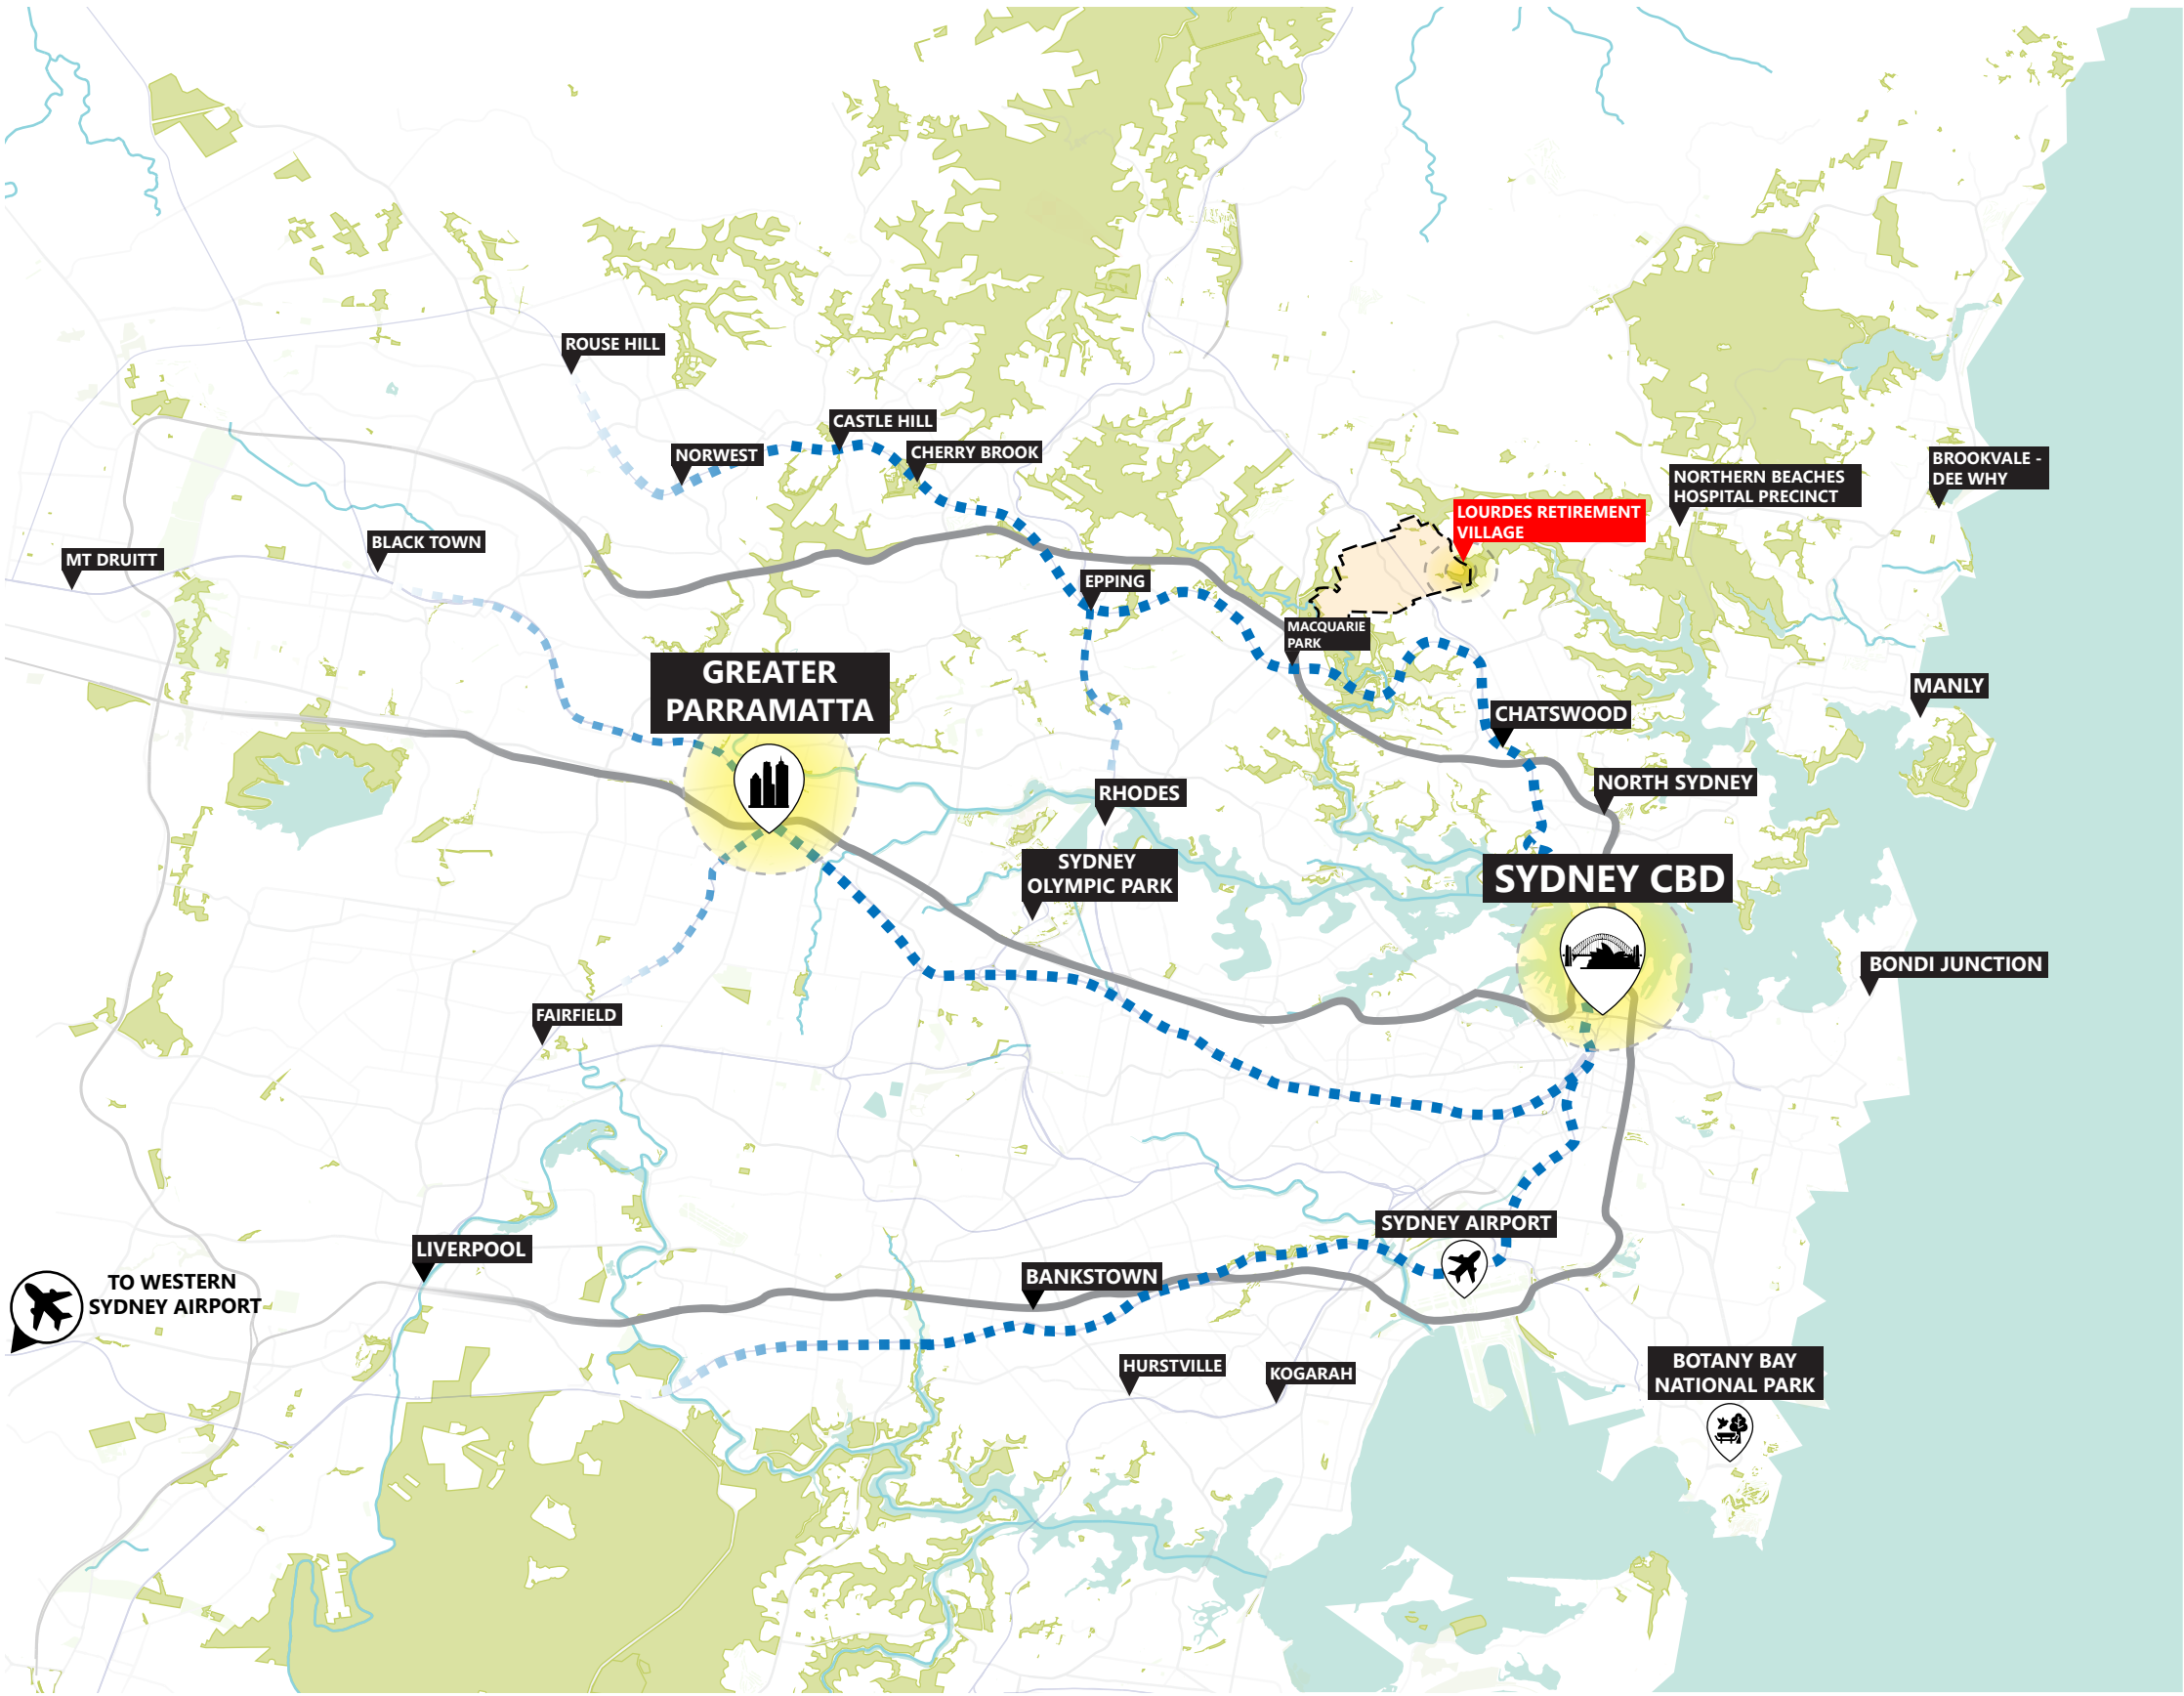 ROUSE HILL
CASTLE HILL
NORWEST
CHERRY BROOK
BROOKVALE -
DEE WHY
NORTHERN BEACHES
HOSPITAL PRECINCT
LOURDES RETIREMENT
VILLAGE
BLACK TOWN
MT DRUITT
EPPING
MACQUARIE
PARK
GREATER
PARRAMATTA
MANLY
CHATSWOOD
NORTH SYDNEY
RHODES
SYDNEY
OLYMPIC PARK
SYDNEY CBD
BONDI JUNCTION
FAIRFIELD
SYDNEY AIRPORT
LIVERPOOL
BANKSTOWN
TO WESTERN
SYDNEY AIRPORT
HURSTVILLE
KOGARAH
BOTANY BAY
NATIONAL PARK